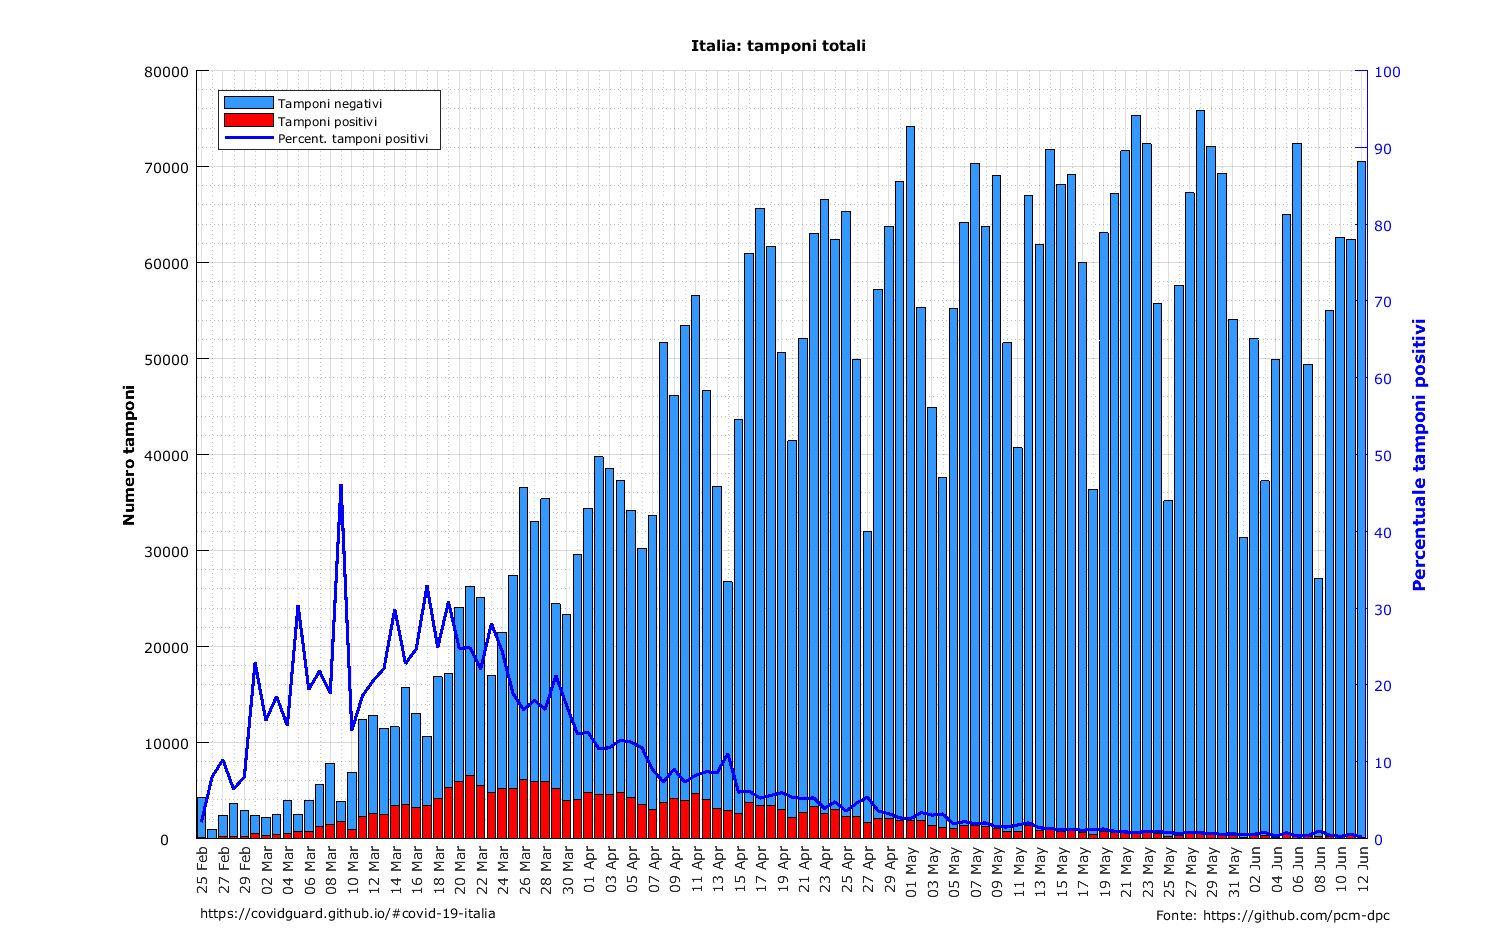 Italia: tamponi totali
80000
70000
60000
50000
40000
30000
20000
10000
0
Numero tamponi
Tamponi negativi
Tamponi positivi
Percent. tamponi positivi
100
90
80
70
60
50
40
30
20
10
0
Percentuale tamponi positivi
25 Feb
27 Feb
29 Feb
02 Mar
04 Mar
06 Mar
08 Mar
10 Mar
12 Mar
14 Mar
16 Mar
18 Mar
20 Mar
22 Mar
24 Mar
26 Mar
28 Mar
30 Mar
01 Apr
03 Apr
05 Apr
07 Apr
09 Apr
11 Apr
13 Apr
15 Apr
17 Apr
19 Apr
21 Apr
23 Apr
25 Apr
27 Apr
29 Apr
01 May
03 May
05 May
07 May
09 May
11 May
13 May
15 May
17 May
19 May
21 May
23 May
25 May
27 May
29 May
31 May
02 Jun
04 Jun
06 Jun
08 Jun
10 Jun
12 Jun
https://covidguard.github.io/#covid-19-italia
Fonte: https://github.com/pcm-dpc